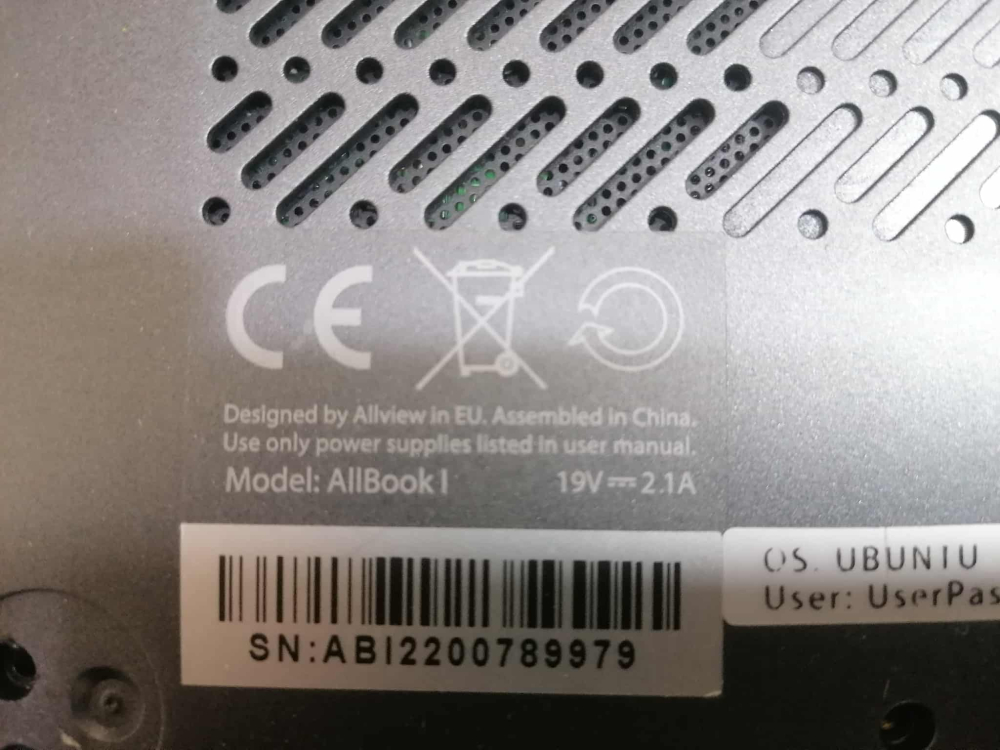 CE
Designed by Allview in EU. Assembled in China.
Use only power supplies listed in user manual.
Model: AllBook I 19V⎓2.1A
SN:ABI2200789979
OS. UBUNTU
User: UserPas